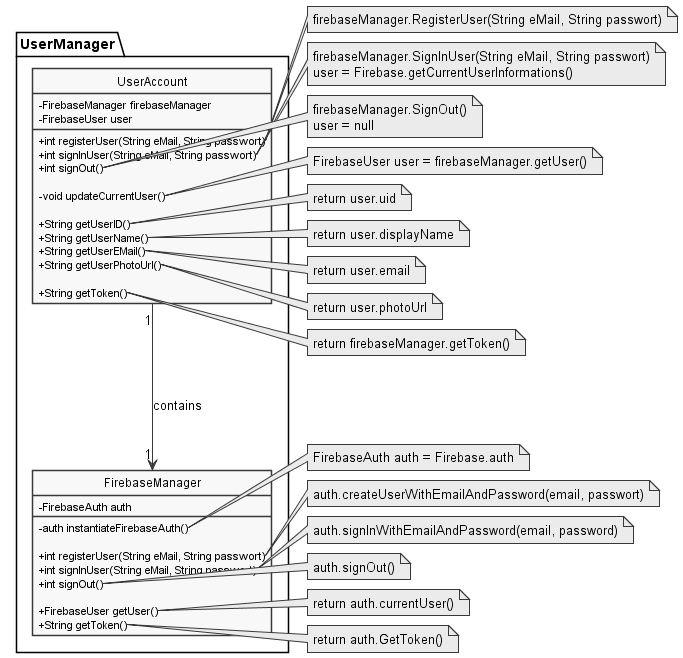 firebaseManager.RegisterUser(String eMail, String passwort)
UserManager
firebaseManager.SignInUser(String eMail, String passwort)
user = Firebase.getCurrentUserInformations()
UserAccount
-FirebaseManager firebaseManager
-FirebaseUser user
firebaseManager.SignOut()
user = null
+int registerUser(String eMail, String passwort)
+int signInUser(String eMail, String passwort)
+int signOut()
FirebaseUser user = firebaseManager.getUser()
-void updateCurrentUser()
return user.uid
+String getUserID()
+String getUserName()
return user.displayName
+String getUserEMail()
+String getUserPhotoUrl()
return user.email
+String getToken()
return user.photoUrl
1
return firebaseManager.getToken()
contains
1
FirebaseManager
FirebaseAuth auth = Firebase.auth
-FirebaseAuth auth
auth.createUserWithEmailAndPassword(email, passwort)
-auth instantiateFirebaseAuth()
auth.signInWithEmailAndPassword(email, password)
+int registerUser(String eMail, String passwort)
+int signInUser(String eMail, String passwort)
+int signOut()
auth.signOut()
+FirebaseUser getUser()
return auth.currentUser()
+String getToken()
return auth.GetToken()